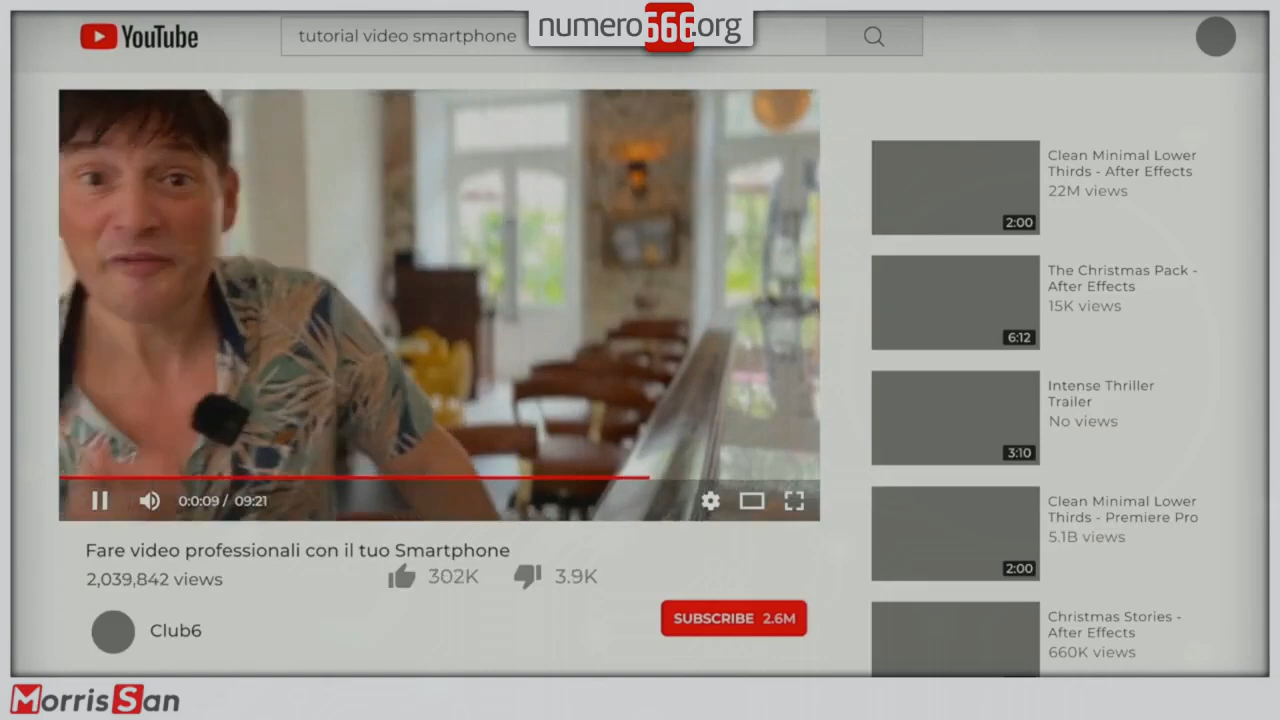 numero666.org
YouTube
tutorial video smartphone
Clean Minimal Lower
Thirds - After Effects
22M views
2:00
The Christmas Pack -
After Effects
15K views
6:12
Intense Thriller
Trailer
No views
3:10
Clean Minimal Lower
Thirds - Premiere Pro
5.1B views
2:00
Christmas Stories -
After Effects
660K views
0:0:09 / 09:21
Fare video professionali con il tuo Smartphone
2,039,842 views
302K
3.9K
Club6
SUBSCRIBE 2.6M
MorrisSan